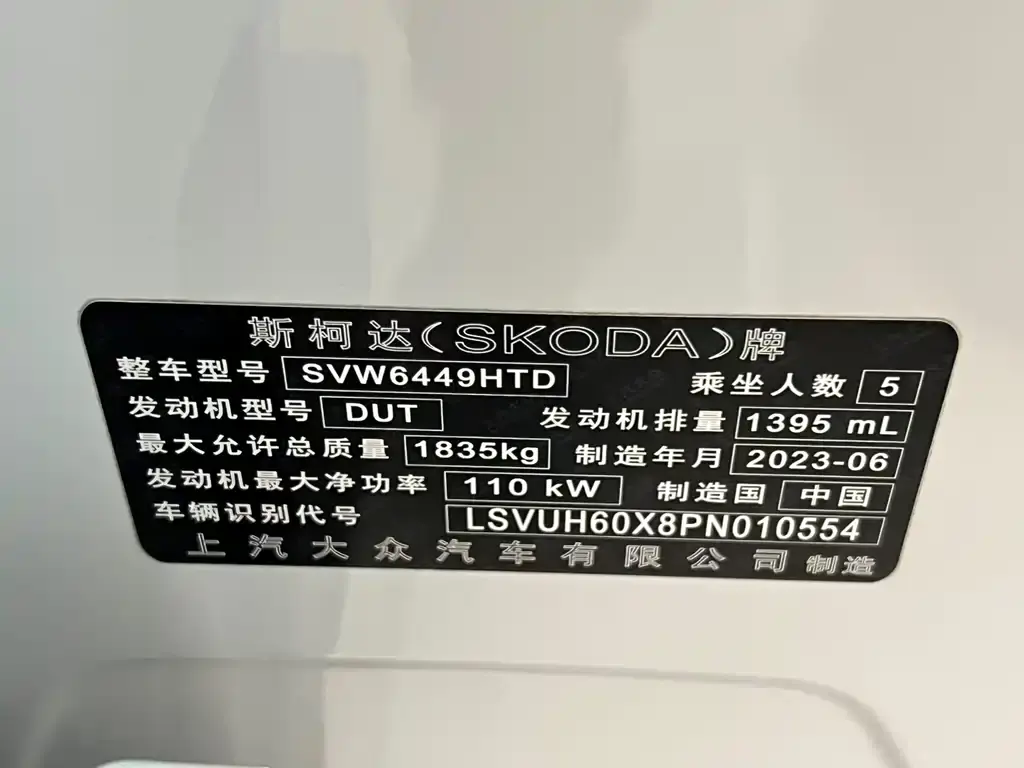 斯柯达(SKODA)牌
整车型号 SVW6449HTD 乘坐人数 5
发动机型号 DUT 发动机排量 1395 mL
最大允许总质量 1835kg 制造年月 2023-06
发动机最大净功率 110 kW 制造国 中国
车辆识别代号 LSVUH60X8PN010554
上汽大众汽车有限公司 制造